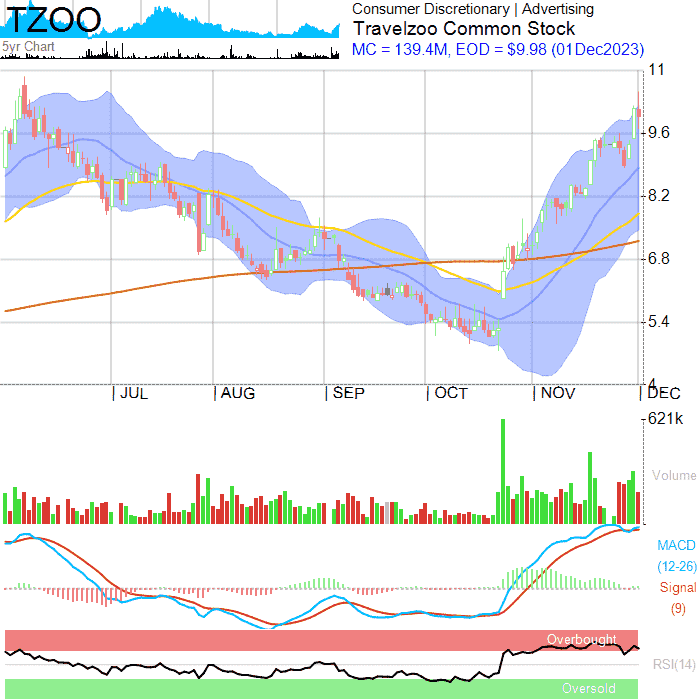 TZOO
5yr Chart
Consumer Discretionary | Advertising
Travelzoo Common Stock
MC = 139.4M, EOD = $9.98 (01Dec2023)
11
9.6
8.2
6.8
5.4
4
JUL AUG SEP OCT NOV DEC
621k
Volume
MACD
(12-26)
Signal
(9)
Overbought
RSI(14)
Oversold